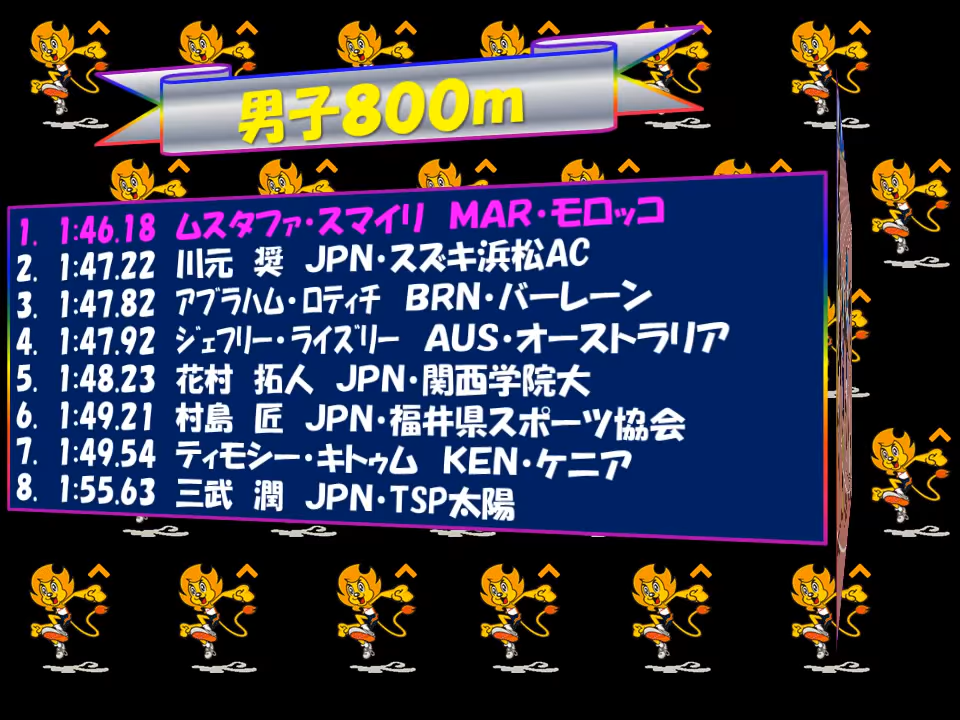 男子800m
1. 1:46.18 ムスタファ・スマイリ MAR・モロッコ
2. 1:47.22 川元 奨 JPN・スズキ浜松AC
3. 1:47.82 アブラハム・ロティチ BRN・バーレーン
4. 1:47.92 ジェフリー・ライズリー AUS・オーストラリア
5. 1:48.23 花村 拓人 JPN・関西学院大
6. 1:49.21 村島 匠 JPN・福井県スポーツ協会
7. 1:49.54 ティモシー・キトゥム KEN・ケニア
8. 1:55.63 三武 潤 JPN・TSP太陽